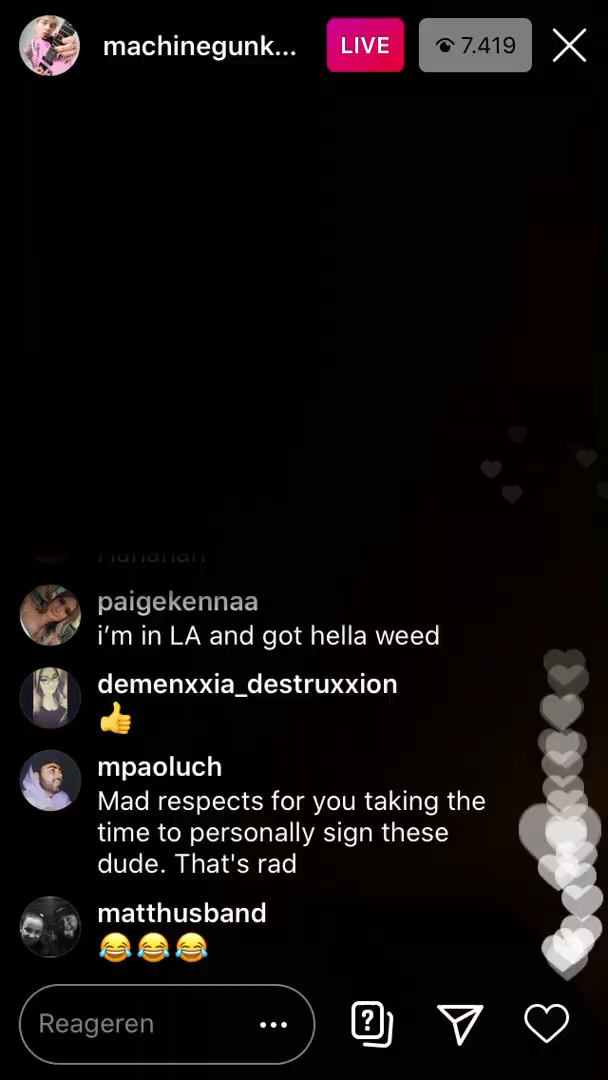 machinegunk...
LIVE
7.419
paigekennaa
i’m in LA and got hella weed
demenxxia_destruxxion
👍
mpaoluch
Mad respects for you taking the
time to personally sign these
dude. That's rad
matthusband
😂😂😂
Reageren